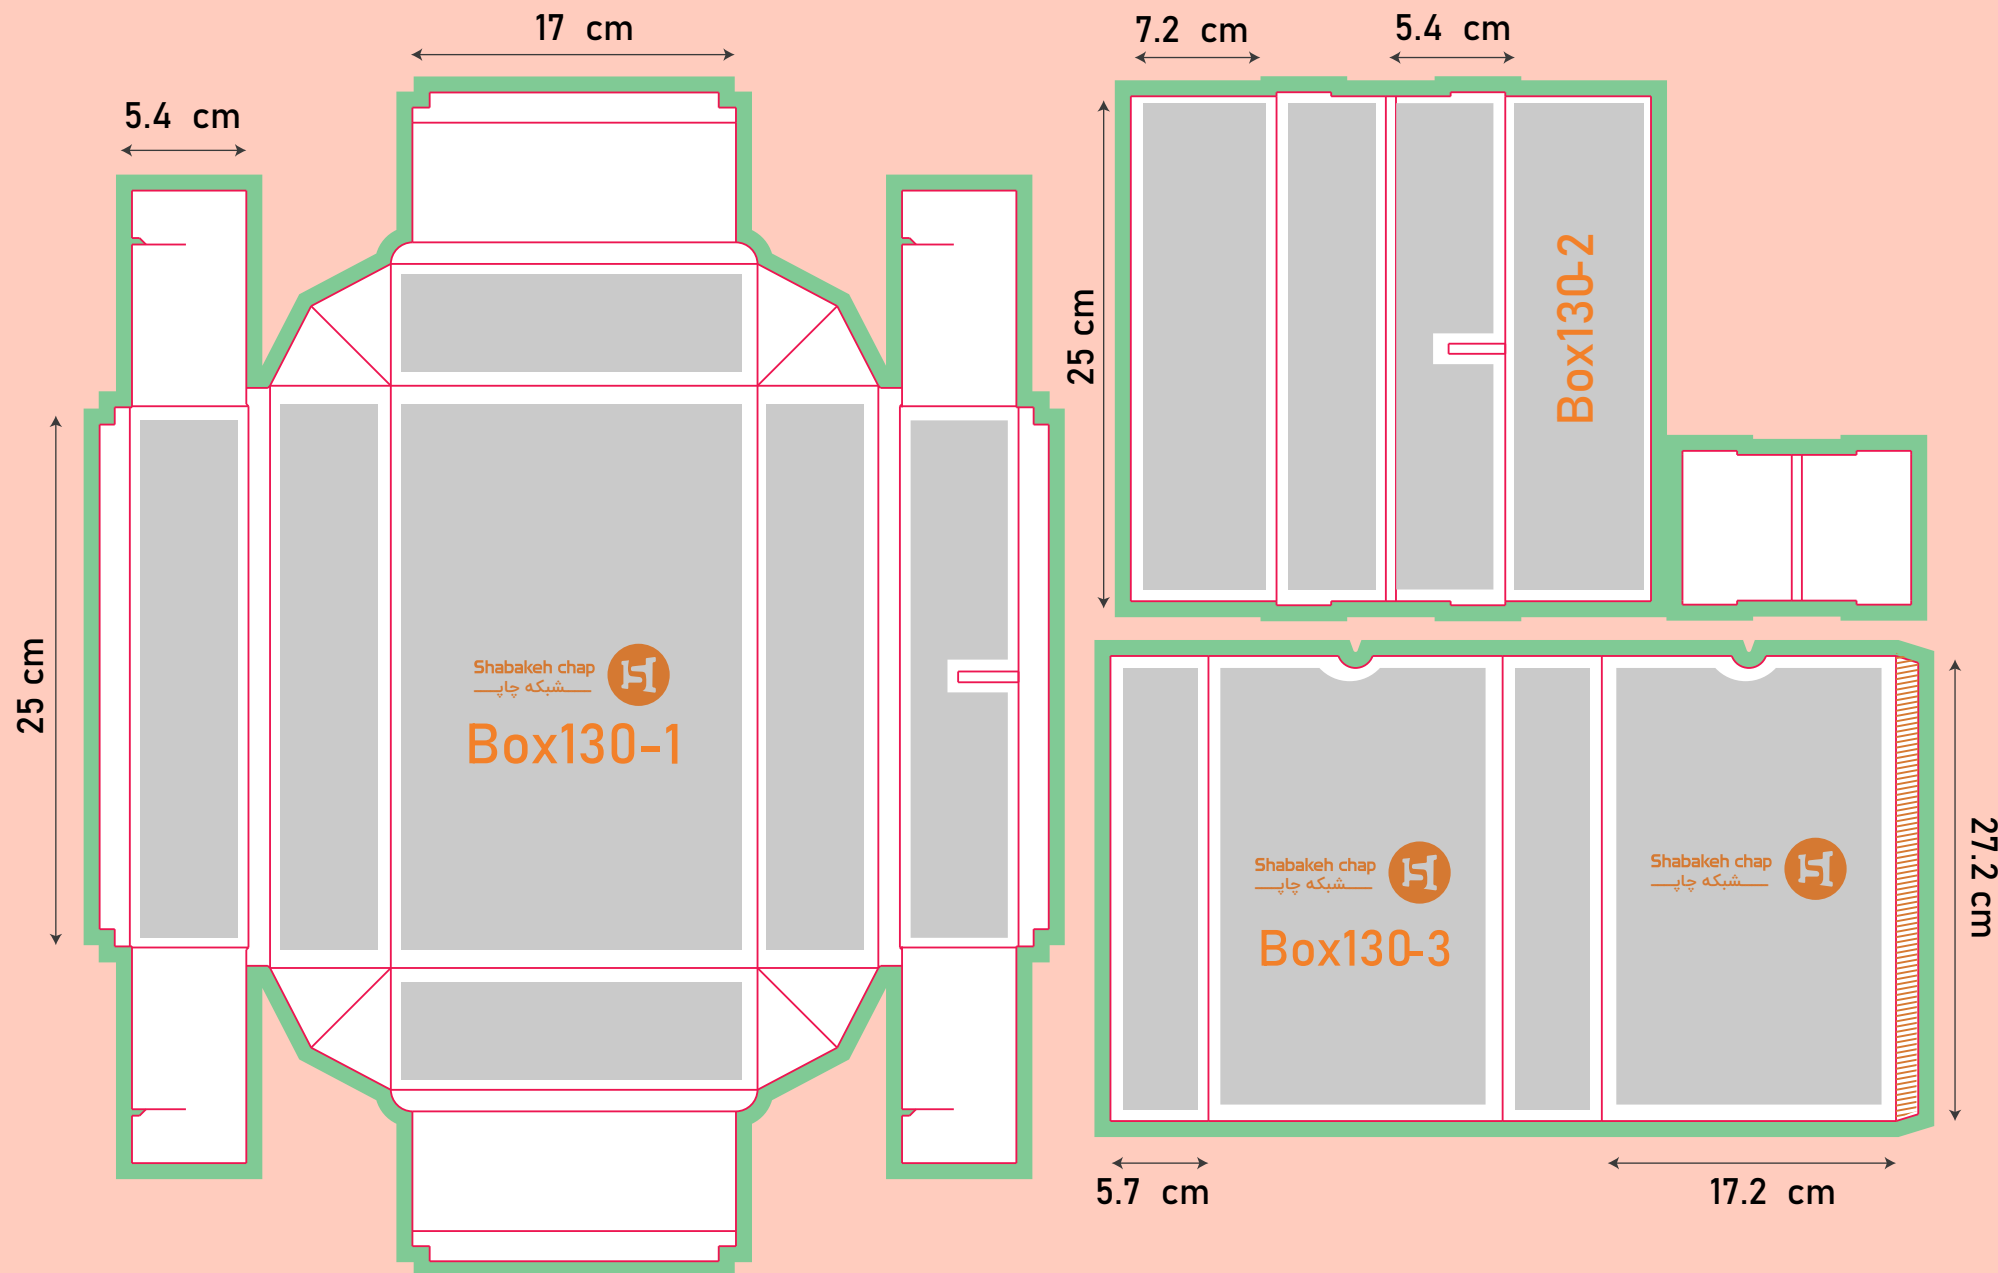 17 cm
5.4 cm
25 cm
Shabakeh chap
شبکه چاپ
Box130-1
7.2 cm
5.4 cm
25 cm
Box130-2
Shabakeh chap
شبکه چاپ
Box130-3
Shabakeh chap
شبکه چاپ
27.2 cm
5.7 cm
17.2 cm